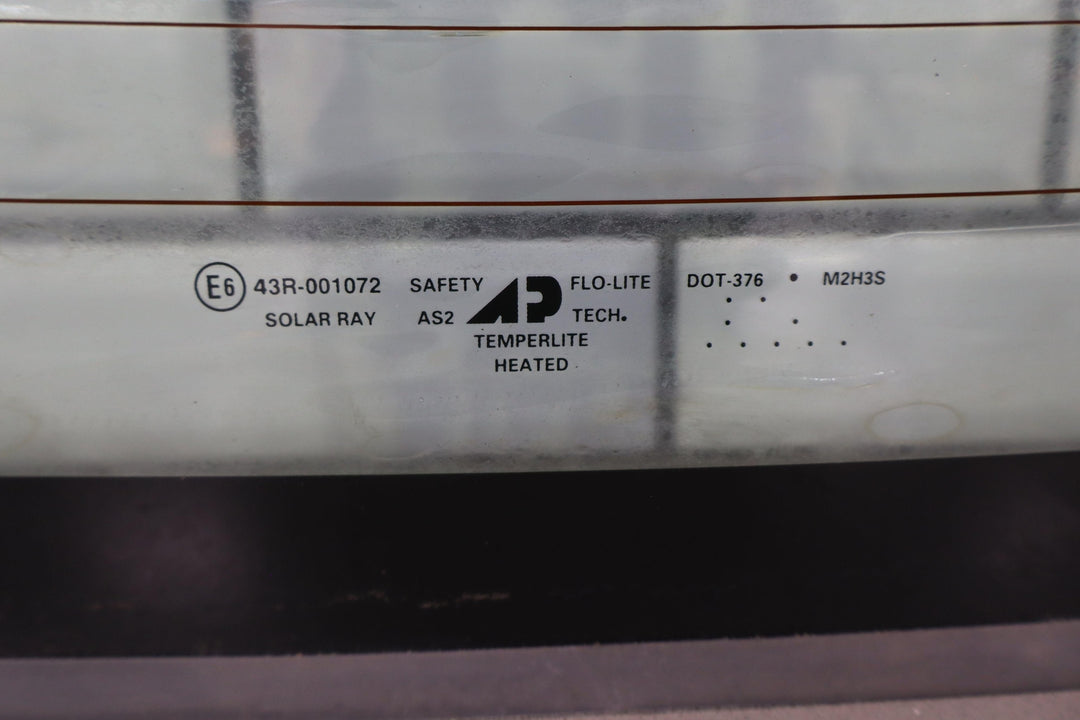 E6 43R-001072 SAFETY AP FLO-LITE DOT-376 • M2H3S
SOLAR RAY AS2 TECH.
TEMPERLITE
HEATED